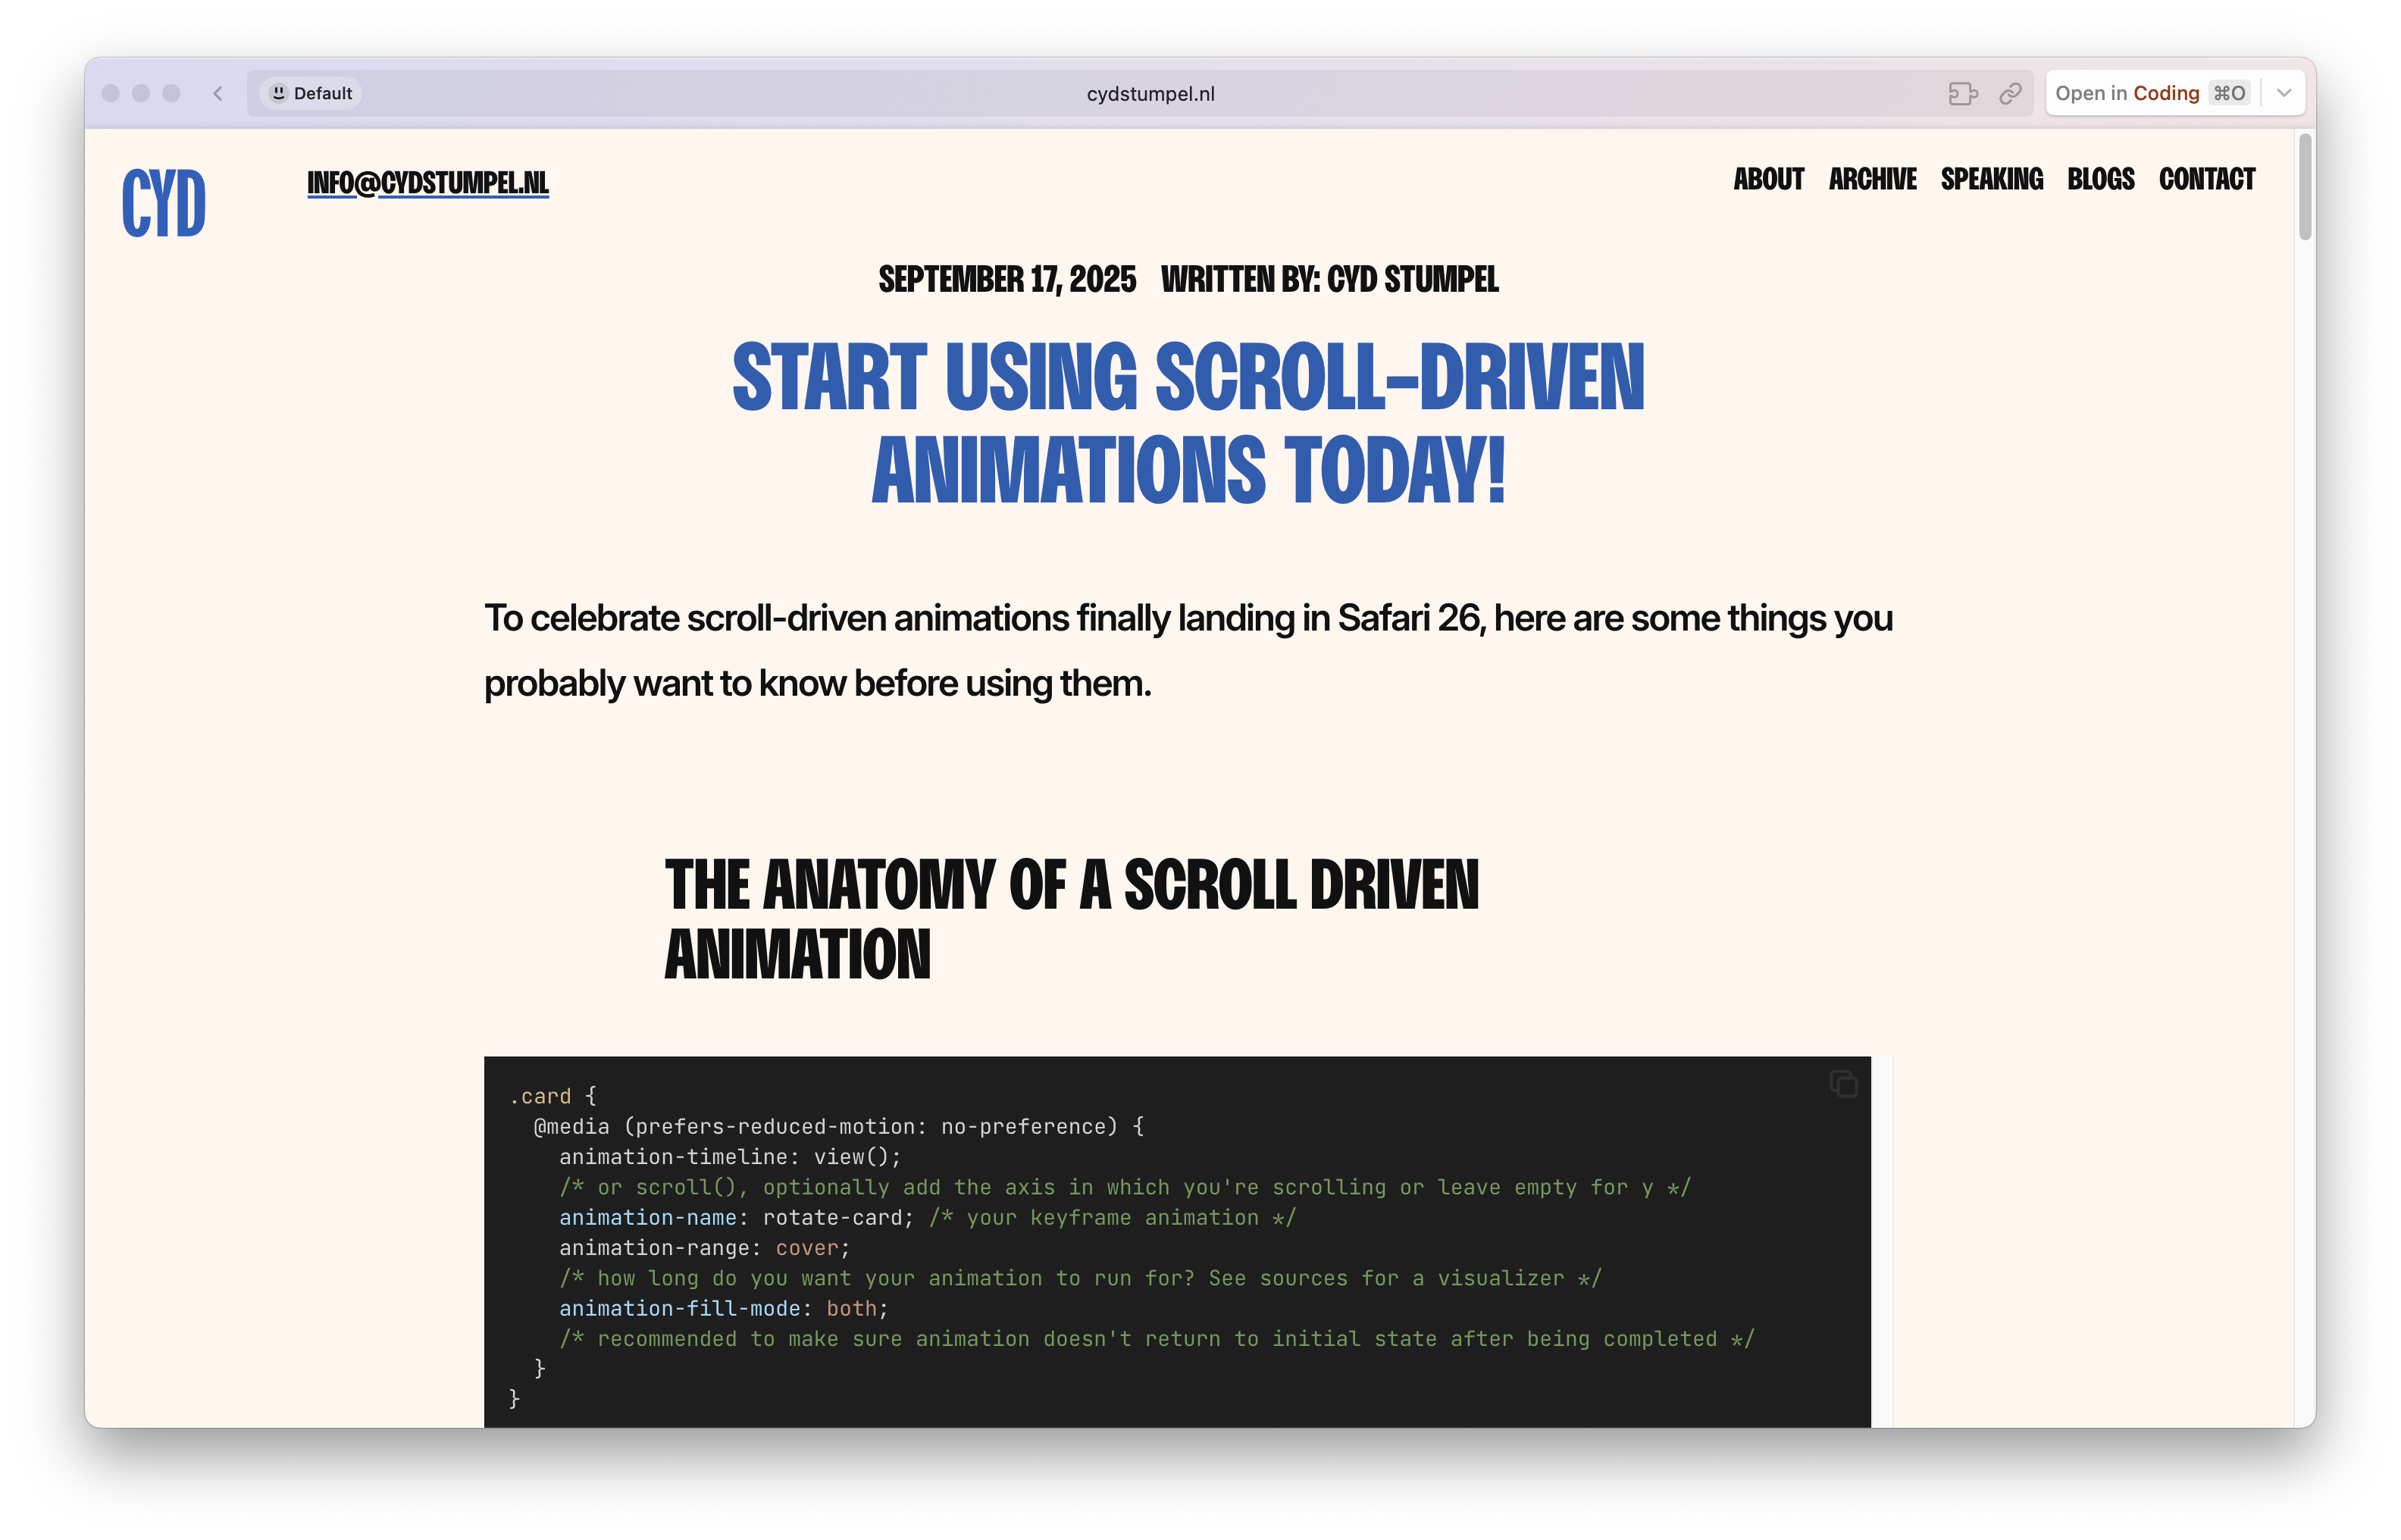 Default
cydstumpel.nl
Open in Coding ⌘O
CYD
INFO@CYDSTUMPEL.NL
ABOUT ARCHIVE SPEAKING BLOGS CONTACT
SEPTEMBER 17, 2025 WRITTEN BY: CYD STUMPEL
START USING SCROLL-DRIVEN
ANIMATIONS TODAY!
To celebrate scroll-driven animations finally landing in Safari 26, here are some things you
probably want to know before using them.
THE ANATOMY OF A SCROLL DRIVEN
ANIMATION
.card {
  @media (prefers-reduced-motion: no-preference) {
    animation-timeline: view();
    /* or scroll(), optionally add the axis in which you're scrolling or leave empty for y */
    animation-name: rotate-card; /* your keyframe animation */
    animation-range: cover;
    /* how long do you want your animation to run for? See sources for a visualizer */
    animation-fill-mode: both;
    /* recommended to make sure animation doesn't return to initial state after being completed */
  }
}